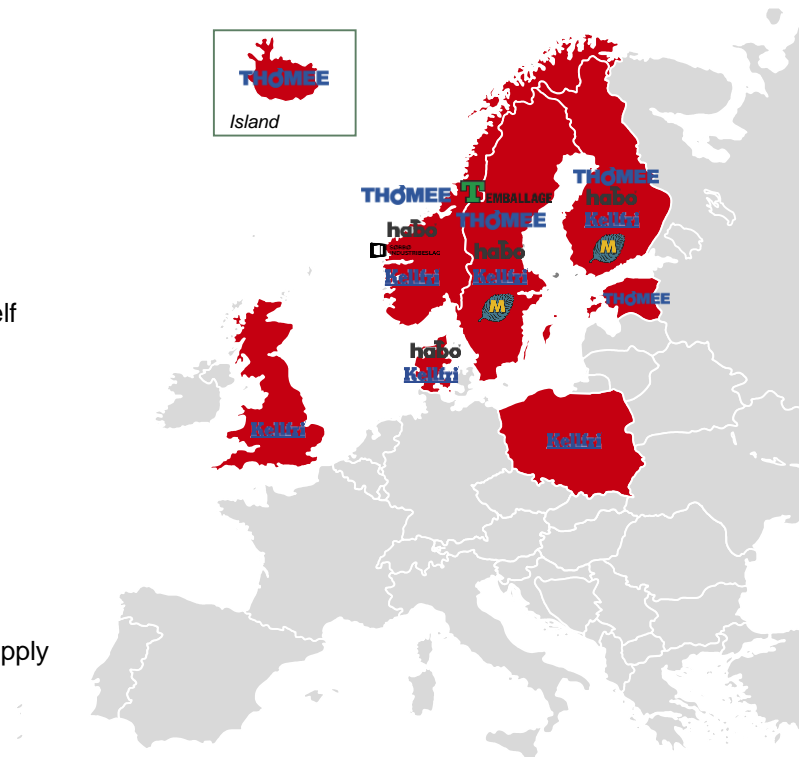 THOMEE
Island
THOMEE
THOMEE
T EMBALLAGE
habo
THOMEE
Kellfri
habo
habo
M
INDUSTRIBESLAG
Kellfri
Kellfri
THOMEE
M
elf
habo
Kellfri
Kellfri
Kellfri
pply